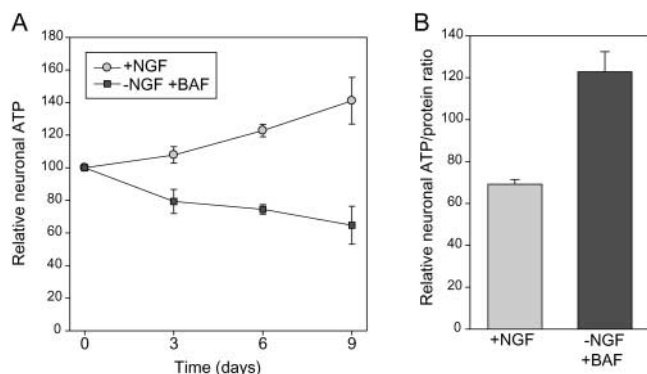 A
Relative neuronal ATP
180
160
140
120
100
80
60
40
20
0
+NGF
-NGF +BAF
0 3 6 9
Time (days)
B
Relative neuronal ATP/protein ratio
140
120
100
80
60
40
20
0
+NGF
-NGF
+BAF